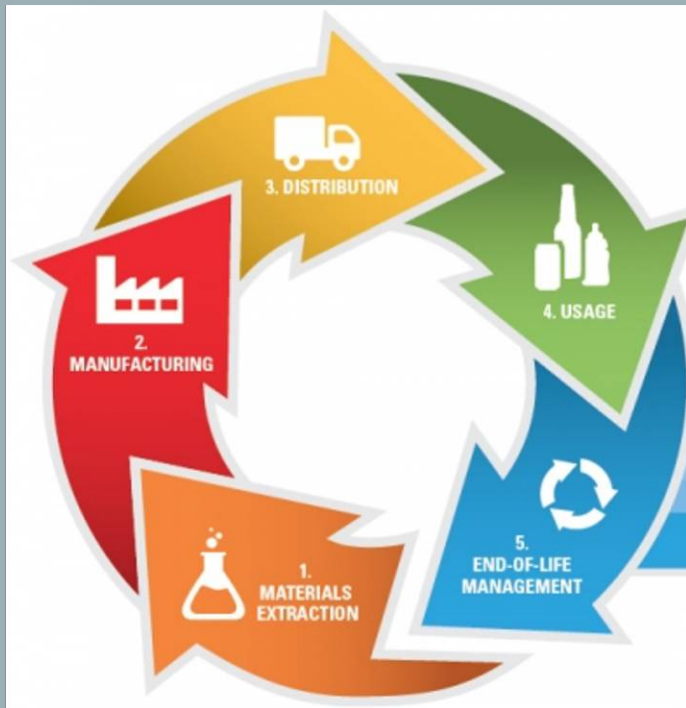 1.
MATERIALS
EXTRACTION
2.
MANUFACTURING
3. DISTRIBUTION
4. USAGE
5.
END-OF-LIFE
MANAGEMENT